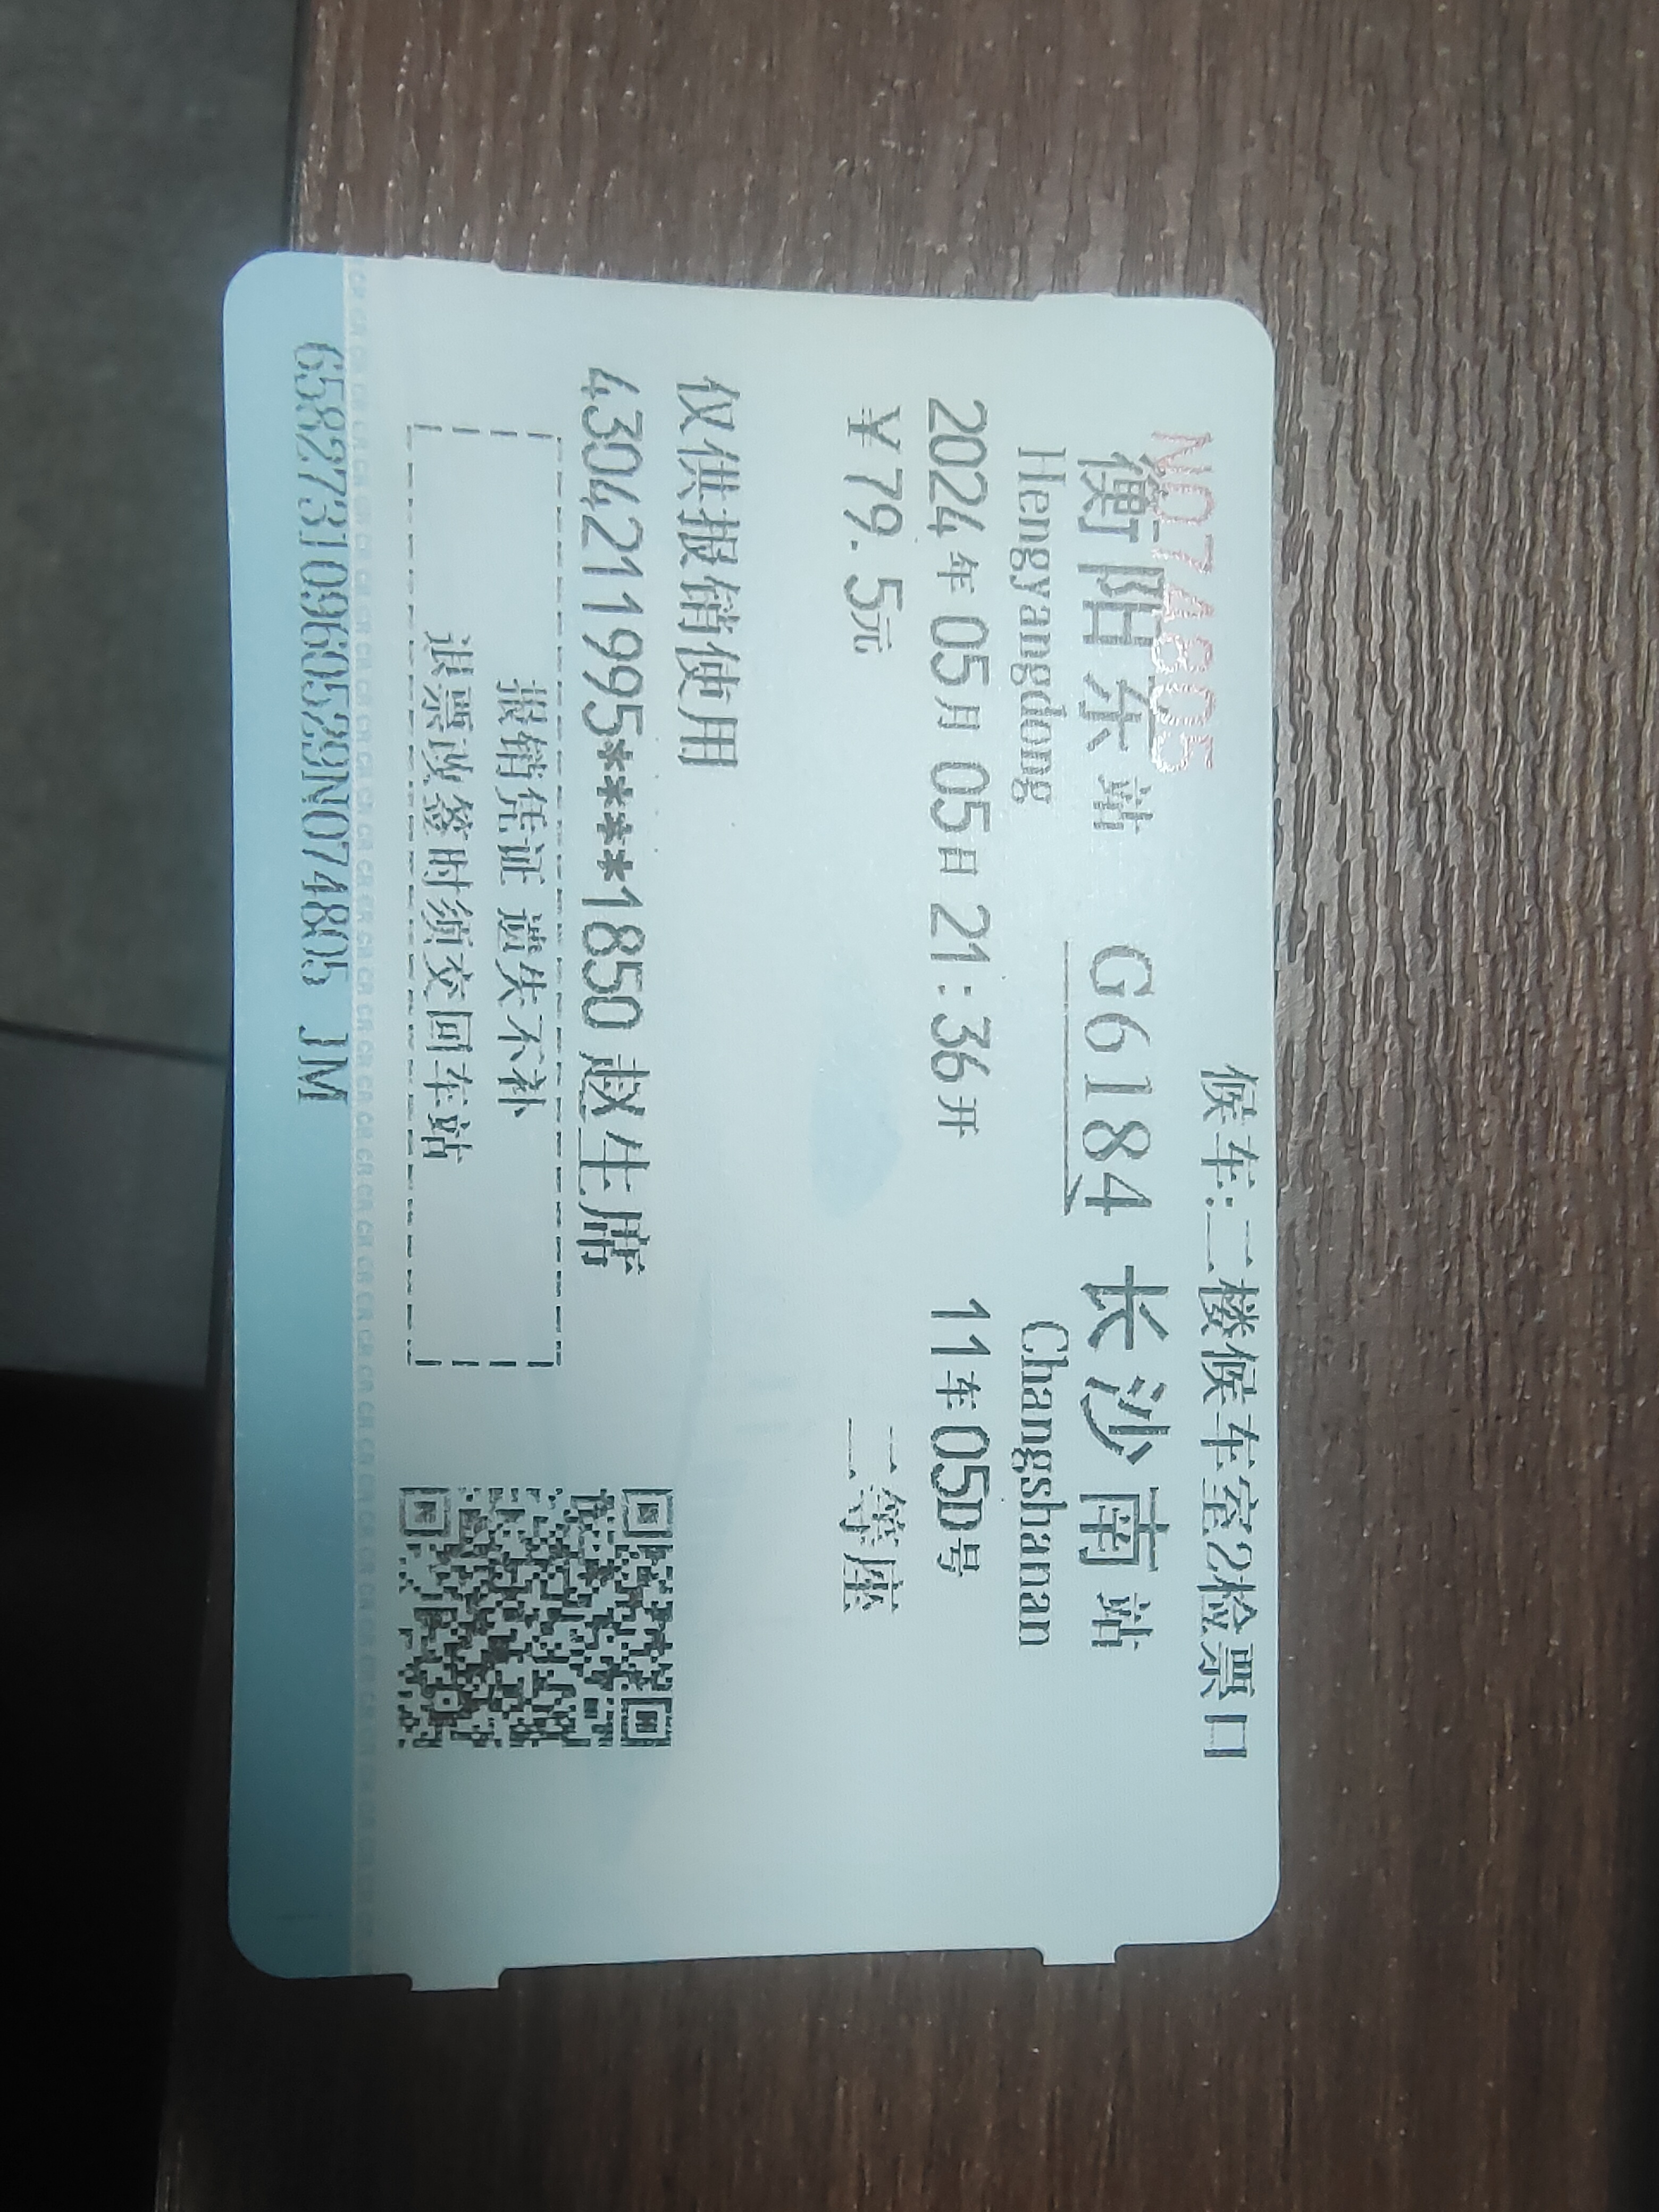 候车:二楼候车室2检票口
N074805
衡阳东站 G6184 长沙南站
Hengyangdong Changshanan
2024年05月05日21:36开 11车05D号
¥79.5元 二等座
仅供报销使用
4304211995****1850 赵生席
报销凭证 遗失不补
退票改签时须交回车站
65827310960529N074805 JM